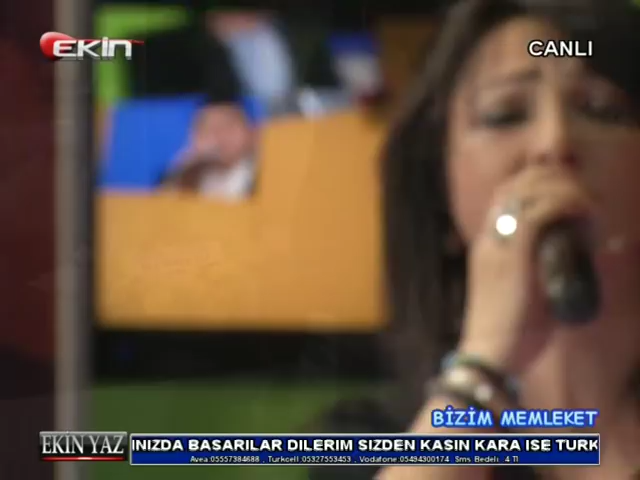 EKİN
CANLI
BİZİM MEMLEKET
EKİN YAZ
INIZDA BASARILAR DILERIM SIZDEN KASIN KARA ISE TURK
Avea 05557384688 , Turkcell 05327553453 , Vodafone 05494300174 Sms Bedeli 4 Tl